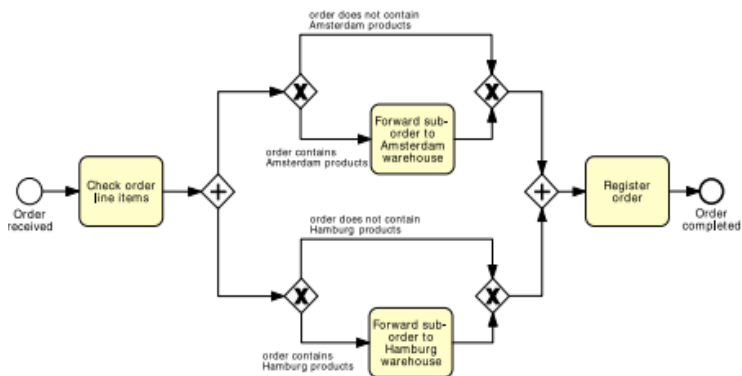 order does not contain
Amsterdam products
Forward sub-
order to
Amsterdam
warehouse
order contains
Amsterdam products
Check order
line items
Register
order
Order
received
Order
completed
order does not contain
Hamburg products
Forward sub-
order to
Hamburg
warehouse
order contains
Hamburg products